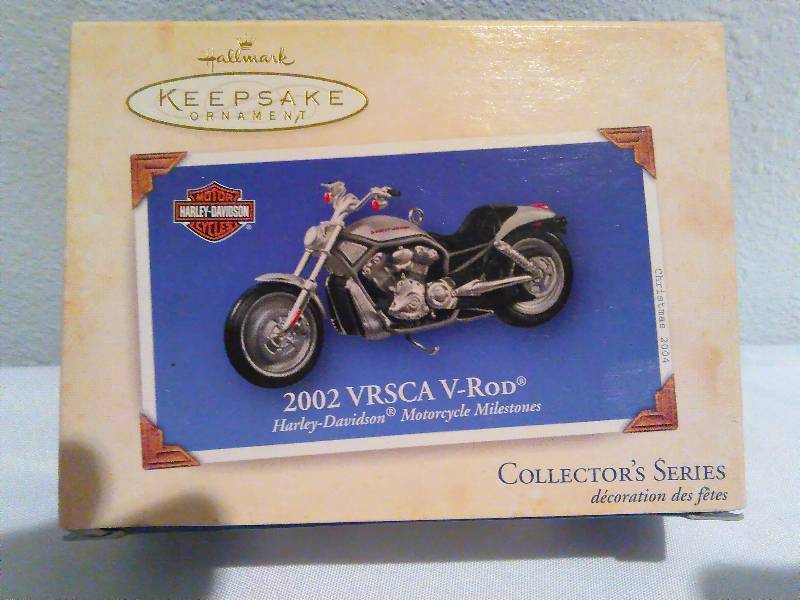 Hallmark
KEEPSAKE
ORNAMENT
MOTOR
HARLEY-DAVIDSON
CYCLES
®
Christmas 2004
2002 VRSCA V-ROD®
Harley-Davidson® Motorcycle Milestones
COLLECTOR'S SERIES
décoration des fêtes